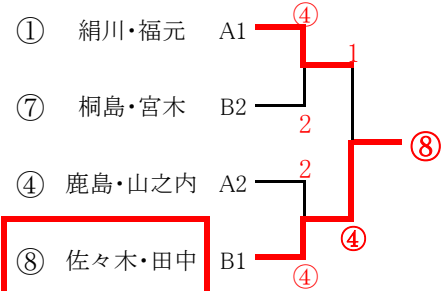 ① 絹川・福元 A1 ④
1
⑦ 桐島・宮木 B2 2
⑧
④ 鹿島・山之内 A2 2
④
⑧ 佐々木・田中 B1 ④